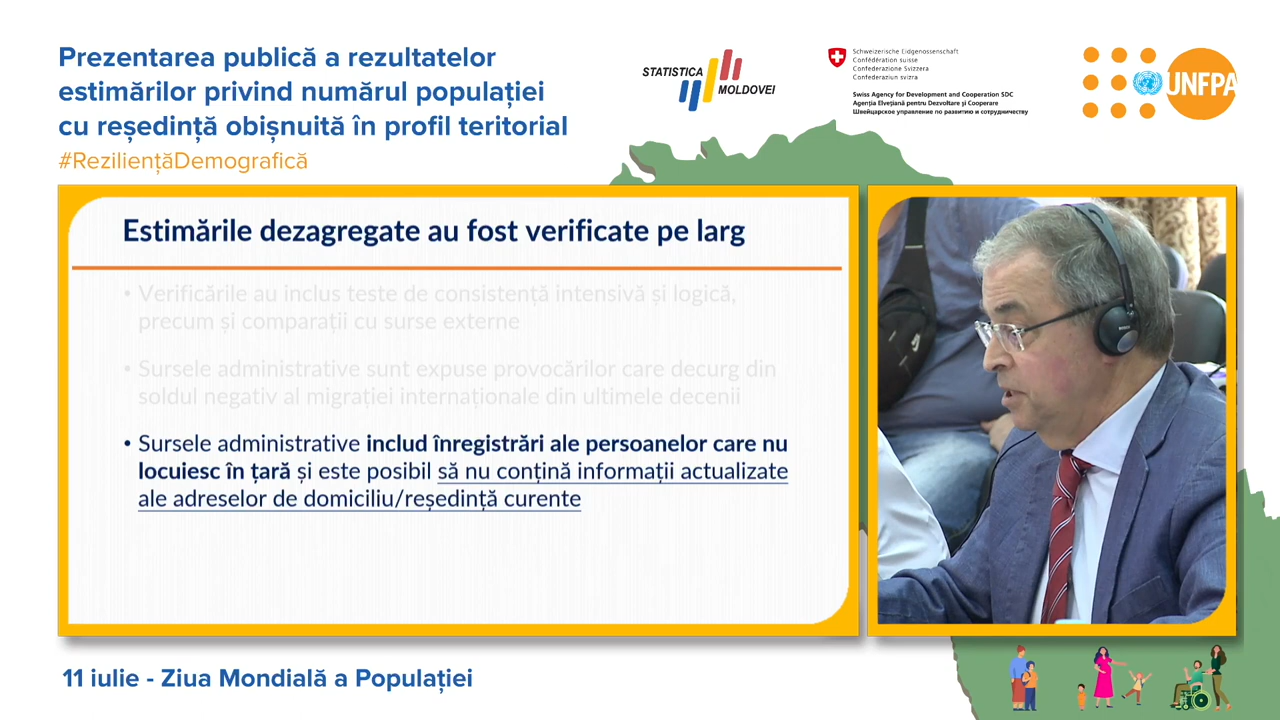 Prezentarea publică a rezultatelor
estimărilor privind numărul populației
cu reședință obișnuită în profil teritorial
#ReziliențăDemografică
STATISTICA
MOLDOVEI
Schweizerische Eidgenossenschaft
Confédération suisse
Confederazione Svizzera
Confederaziun svizra
Swiss Agency for Development and Cooperation SDC
Agenția Elvețiană pentru Dezvoltare și Cooperare
Швейцарское управление по развитию и сотрудничеству
UNFPA
Estimările dezagregate au fost verificate pe larg
• Verificările au inclus teste de consistență intensivă și logică,
precum și comparații cu surse externe
• Sursele administrative sunt expuse provocărilor care decurg din
soldul negativ al migrației internaționale din ultimele decenii
• Sursele administrative includ înregistrări ale persoanelor care nu
locuiesc în țară și este posibil să nu conțină informații actualizate
ale adreselor de domiciliu/reședință curente
11 iulie - Ziua Mondială a Populației